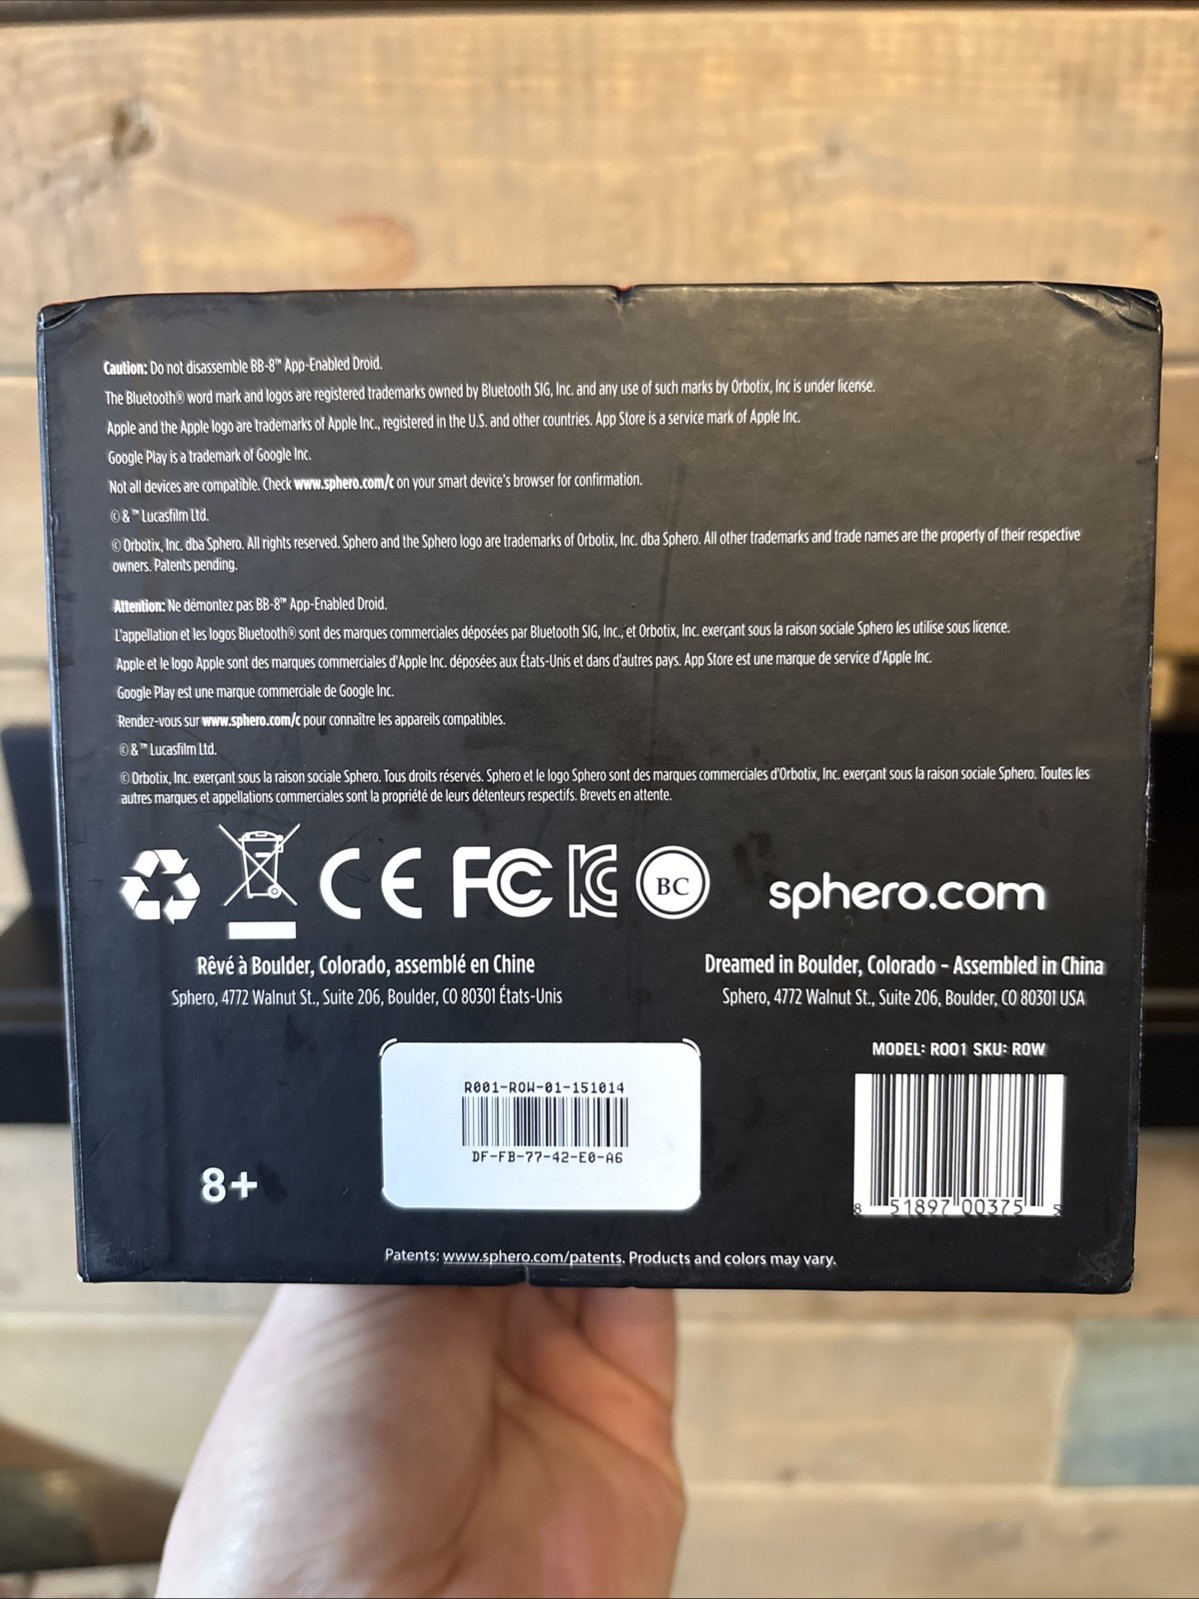 Caution: Do not disassemble BB-8™ App-Enabled Droid.
The Bluetooth® word mark and logos are registered trademarks owned by Bluetooth SIG, Inc. and any use of such marks by Orbotix, Inc is under license.
Apple and the Apple logo are trademarks of Apple Inc., registered in the U.S. and other countries. App Store is a service mark of Apple Inc.
Google Play is a trademark of Google Inc.
Not all devices are compatible. Check www.sphero.com/c on your smart device's browser for confirmation.
© & ™ Lucasfilm Ltd.
© Orbotix, Inc. dba Sphero. All rights reserved. Sphero and the Sphero logo are trademarks of Orbotix, Inc. dba Sphero. All other trademarks and trade names are the property of their respective
owners. Patents pending.
Attention: Ne démontez pas BB-8™ App-Enabled Droid.
L'appellation et les logos Bluetooth® sont des marques commerciales déposées par Bluetooth SIG, Inc., et Orbotix, Inc. exerçant sous la raison sociale Sphero les utilise sous licence.
Apple et le logo Apple sont des marques commerciales d'Apple Inc. déposées aux États-Unis et dans d'autres pays. App Store est une marque de service d'Apple Inc.
Google Play est une marque commerciale de Google Inc.
Rendez-vous sur www.sphero.com/c pour connaître les appareils compatibles.
© & ™ Lucasfilm Ltd.
© Orbotix, Inc. exerçant sous la raison sociale Sphero. Tous droits réservés. Sphero et le logo Sphero sont des marques commerciales d'Orbotix, Inc. exerçant sous la raison sociale Sphero. Toutes les
autres marques et appellations commerciales sont la propriété de leurs détenteurs respectifs. Brevets en attente.
CE FC KC BC sphero.com
Rêvé à Boulder, Colorado, assemblé en Chine
Sphero, 4772 Walnut St., Suite 206, Boulder, CO 80301 États-Unis
Dreamed in Boulder, Colorado – Assembled in China
Sphero, 4772 Walnut St., Suite 206, Boulder, CO 80301 USA
MODEL: R001 SKU: ROW
R001-ROW-01-151014
DF-FB-77-42-E0-A6
8 51897 00375 5
8+
Patents: www.sphero.com/patents. Products and colors may vary.